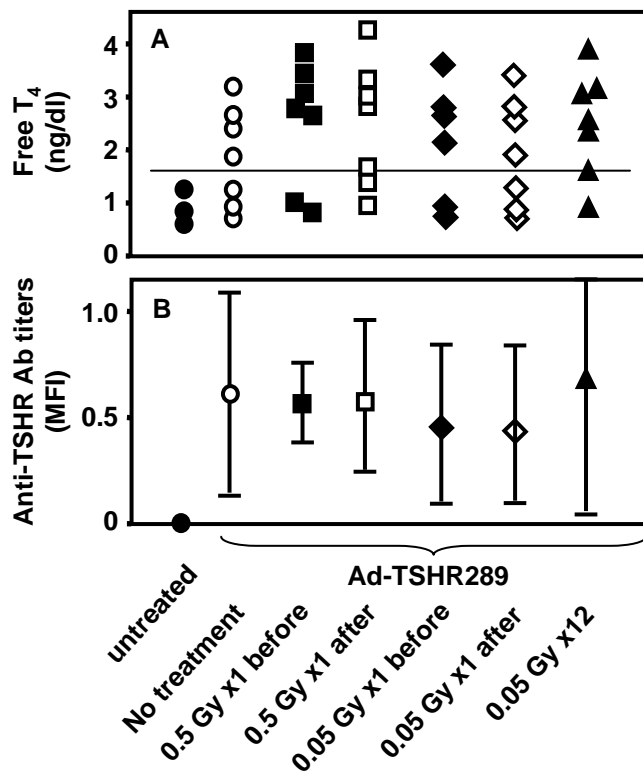 A
Free T4
(ng/dl)
4
3
2
1
0
B
Anti-TSHR Ab titers
(MFI)
1.0
0.5
0
Ad-TSHR289
untreated
No treatment
0.5 Gy x1 before
0.5 Gy x1 after
0.05 Gy x1 before
0.05 Gy x1 after
0.05 Gy x12